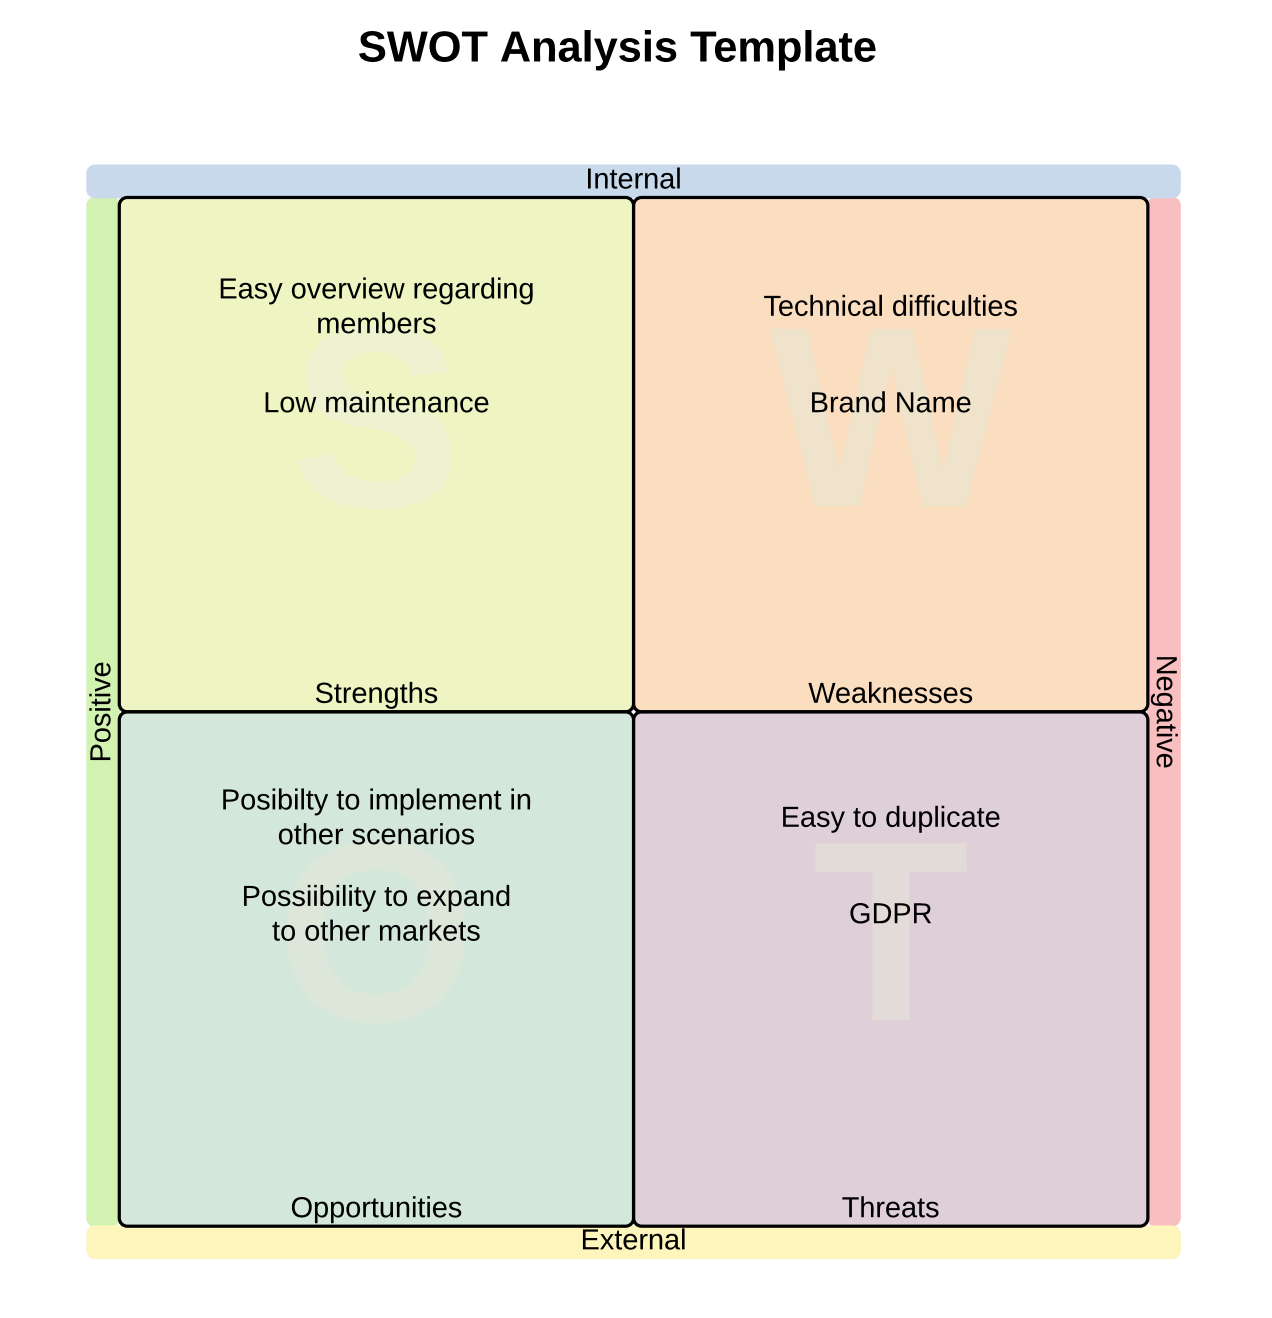 SWOT Analysis Template
Internal
Easy overview regarding
members
Low maintenance
S
Strengths
Technical difficulties
Brand Name
W
Weaknesses
Positive
Negative
Posibilty to implement in
other scenarios
Possiibility to expand
to other markets
O
Opportunities
Easy to duplicate
GDPR
T
Threats
External